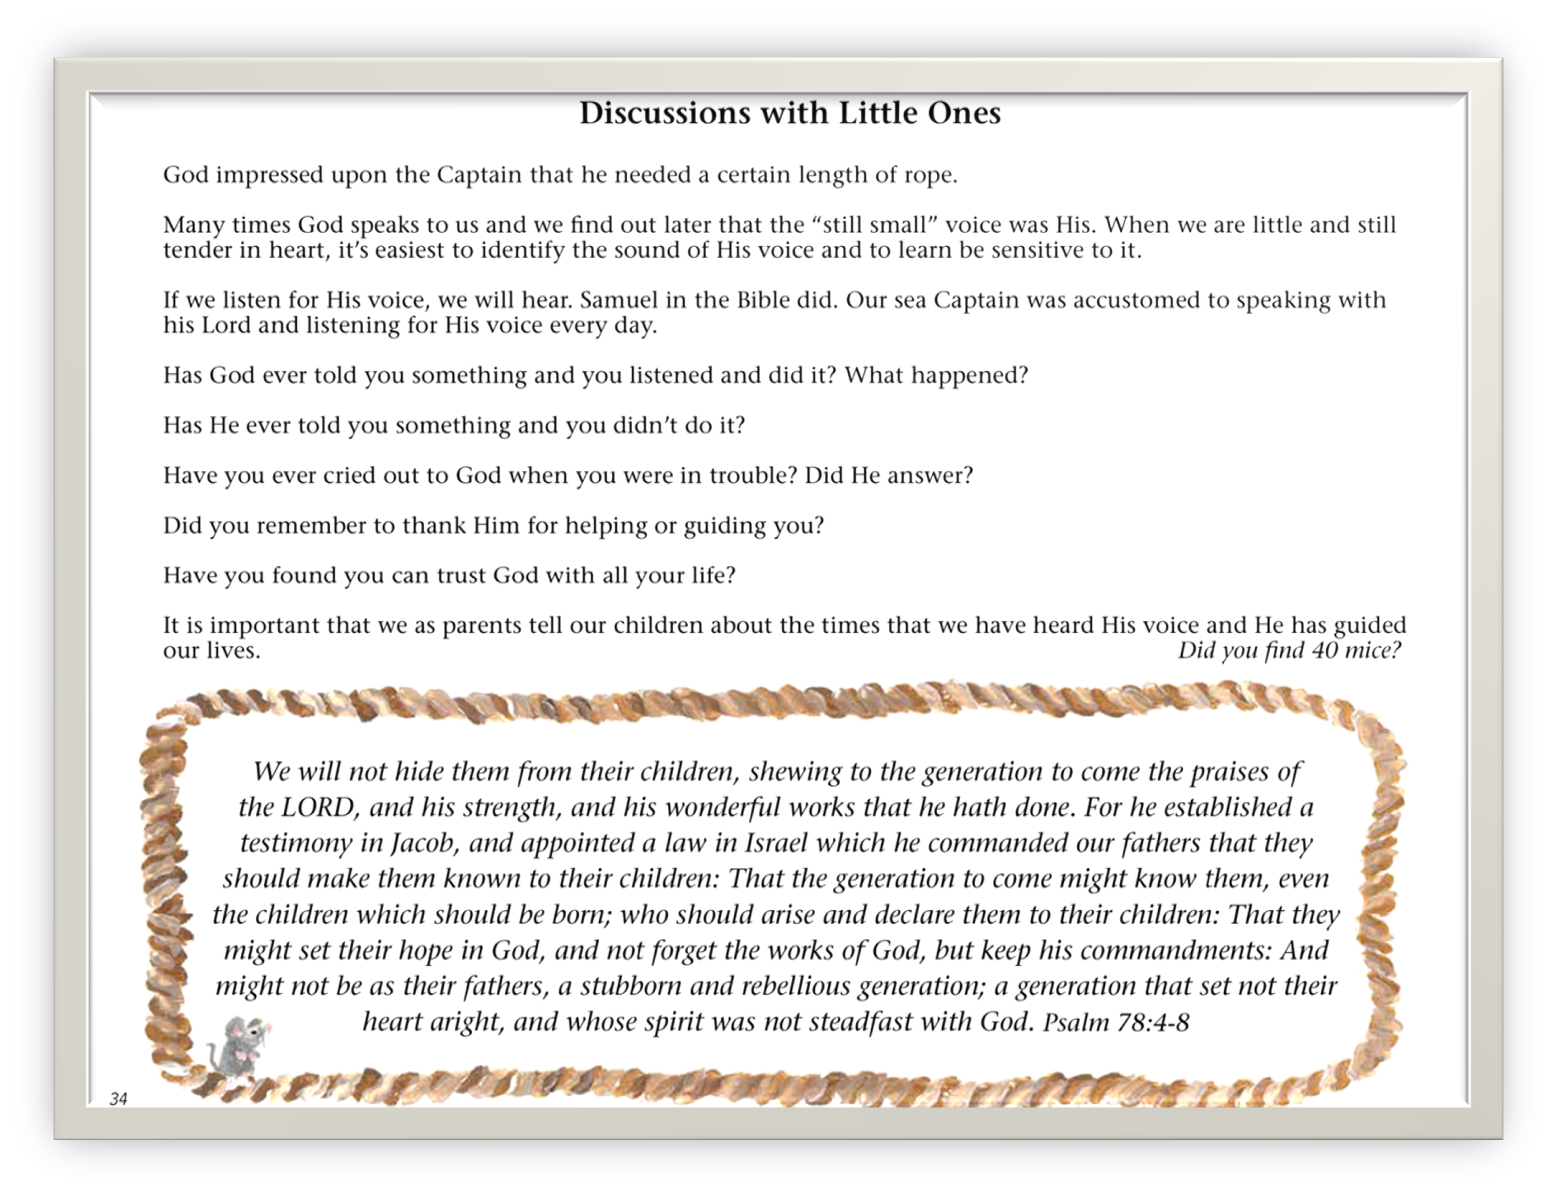 Discussions with Little Ones
God impressed upon the Captain that he needed a certain length of rope.
Many times God speaks to us and we find out later that the “still small” voice was His. When we are little and still
tender in heart, it’s easiest to identify the sound of His voice and to learn be sensitive to it.
If we listen for His voice, we will hear. Samuel in the Bible did. Our sea Captain was accustomed to speaking with
his Lord and listening for His voice every day.
Has God ever told you something and you listened and did it? What happened?
Has He ever told you something and you didn’t do it?
Have you ever cried out to God when you were in trouble? Did He answer?
Did you remember to thank Him for helping or guiding you?
Have you found you can trust God with all your life?
It is important that we as parents tell our children about the times that we have heard His voice and He has guided
our lives. Did you find 40 mice?
We will not hide them from their children, shewing to the generation to come the praises of
the LORD, and his strength, and his wonderful works that he hath done. For he established a
testimony in Jacob, and appointed a law in Israel which he commanded our fathers that they
should make them known to their children: That the generation to come might know them, even
the children which should be born; who should arise and declare them to their children: That they
might set their hope in God, and not forget the works of God, but keep his commandments: And
might not be as their fathers, a stubborn and rebellious generation; a generation that set not their
heart aright, and whose spirit was not steadfast with God. Psalm 78:4-8
34